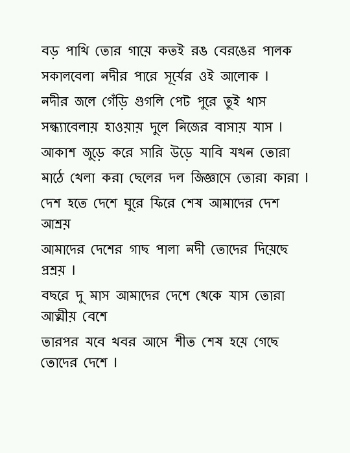 বড় পাখি তোর গায়ে কতই রঙ বেরঙের পালক
সকালবেলা নদীর পারে সূর্যের ওই আলোক ।
নদীর জলে গেঁড়ি গুগলি পেট পুরে তুই খাস
সন্ধ্যাবেলায় হাওয়ায় দুলে নিজের বাসায় যাস ।
আকাশ জুড়ে করে সারি উড়ে যাবি যখন তোরা
মাঠে খেলা করা ছেলের দল জিজ্ঞাসে তোরা কারা ।
দেশ হতে দেশে ঘুরে ফিরে শেষ আমাদের দেশ
আশ্রয়
আমাদের দেশের গাছ পালা নদী তোদের দিয়েছে
প্রশ্রয় ।
বছরে দু মাস আমাদের দেশে থেকে যাস তোরা
আত্মীয় বেশে
তারপর যবে খবর আসে শীত শেষ হয়ে গেছে
তোদের দেশে ।